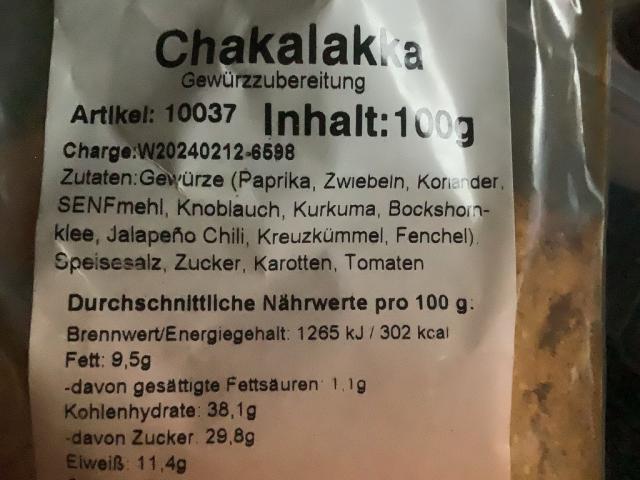 Chakalakka
Gewürzzubereitung
Artikel: 10037 Inhalt:100g
Charge:W20240212-6598
Zutaten:Gewürze (Paprika, Zwiebeln, Koriander,
SENFmehl, Knoblauch, Kurkuma, Bockshorn-
klee, Jalapeño Chili, Kreuzkümmel, Fenchel),
Speisesalz, Zucker, Karotten, Tomaten
Durchschnittliche Nährwerte pro 100 g:
Brennwert/Energiegehalt: 1265 kJ / 302 kcal
Fett: 9,5g
-davon gesättigte Fettsäuren: 1,1g
Kohlenhydrate: 38,1g
-davon Zucker: 29,8g
Eiweiß: 11,4g